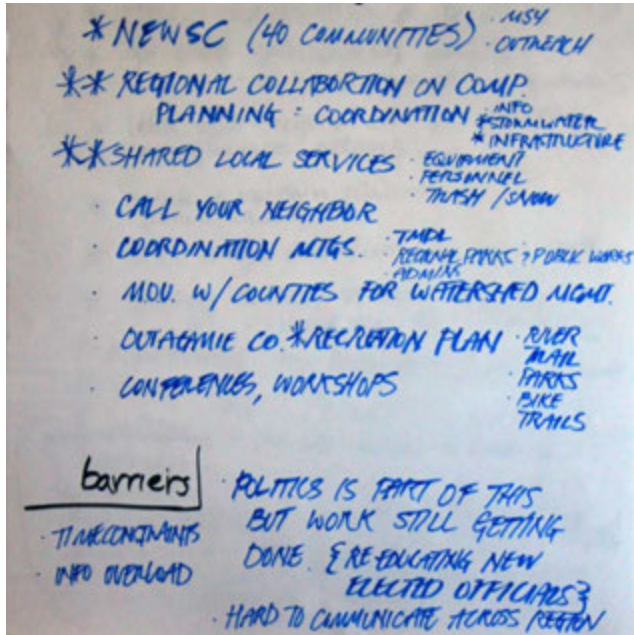 * NEWSC (40 COMMUNITIES) · MS4
· OUTREACH
** REGIONAL COLLABORTION ON COMP.
PLANNING : COORDINATION · INFO
* STORMWATER
* INFRASTRUCTURE
** SHARED LOCAL SERVICES · EQUIPMENT
· PERSONNEL
· TRASH / SNOW
· CALL YOUR NEIGHBOR
· COORDINATION MTGS. · TMDL
· REGIONAL PARKS : PUBLIC WORKS
· ADMINS
· M.O.U. W/ COUNTIES FOR WATERSHED MGMT.
· OUTAGAMIE CO. * RECREATION PLAN · RIVER
TRAIL
· CONFERENCES, WORKSHOPS · PARKS
· BIKE
TRAILS
barriers
· TIME CONTRAINTS
· INFO OVERLOAD
· POLITICS IS PART OF THIS
BUT WORK STILL GETTING
DONE. {RE-EDUCATING NEW
ELECTED OFFICIALS}
· HARD TO COMMUNICATE ACROSS REGION